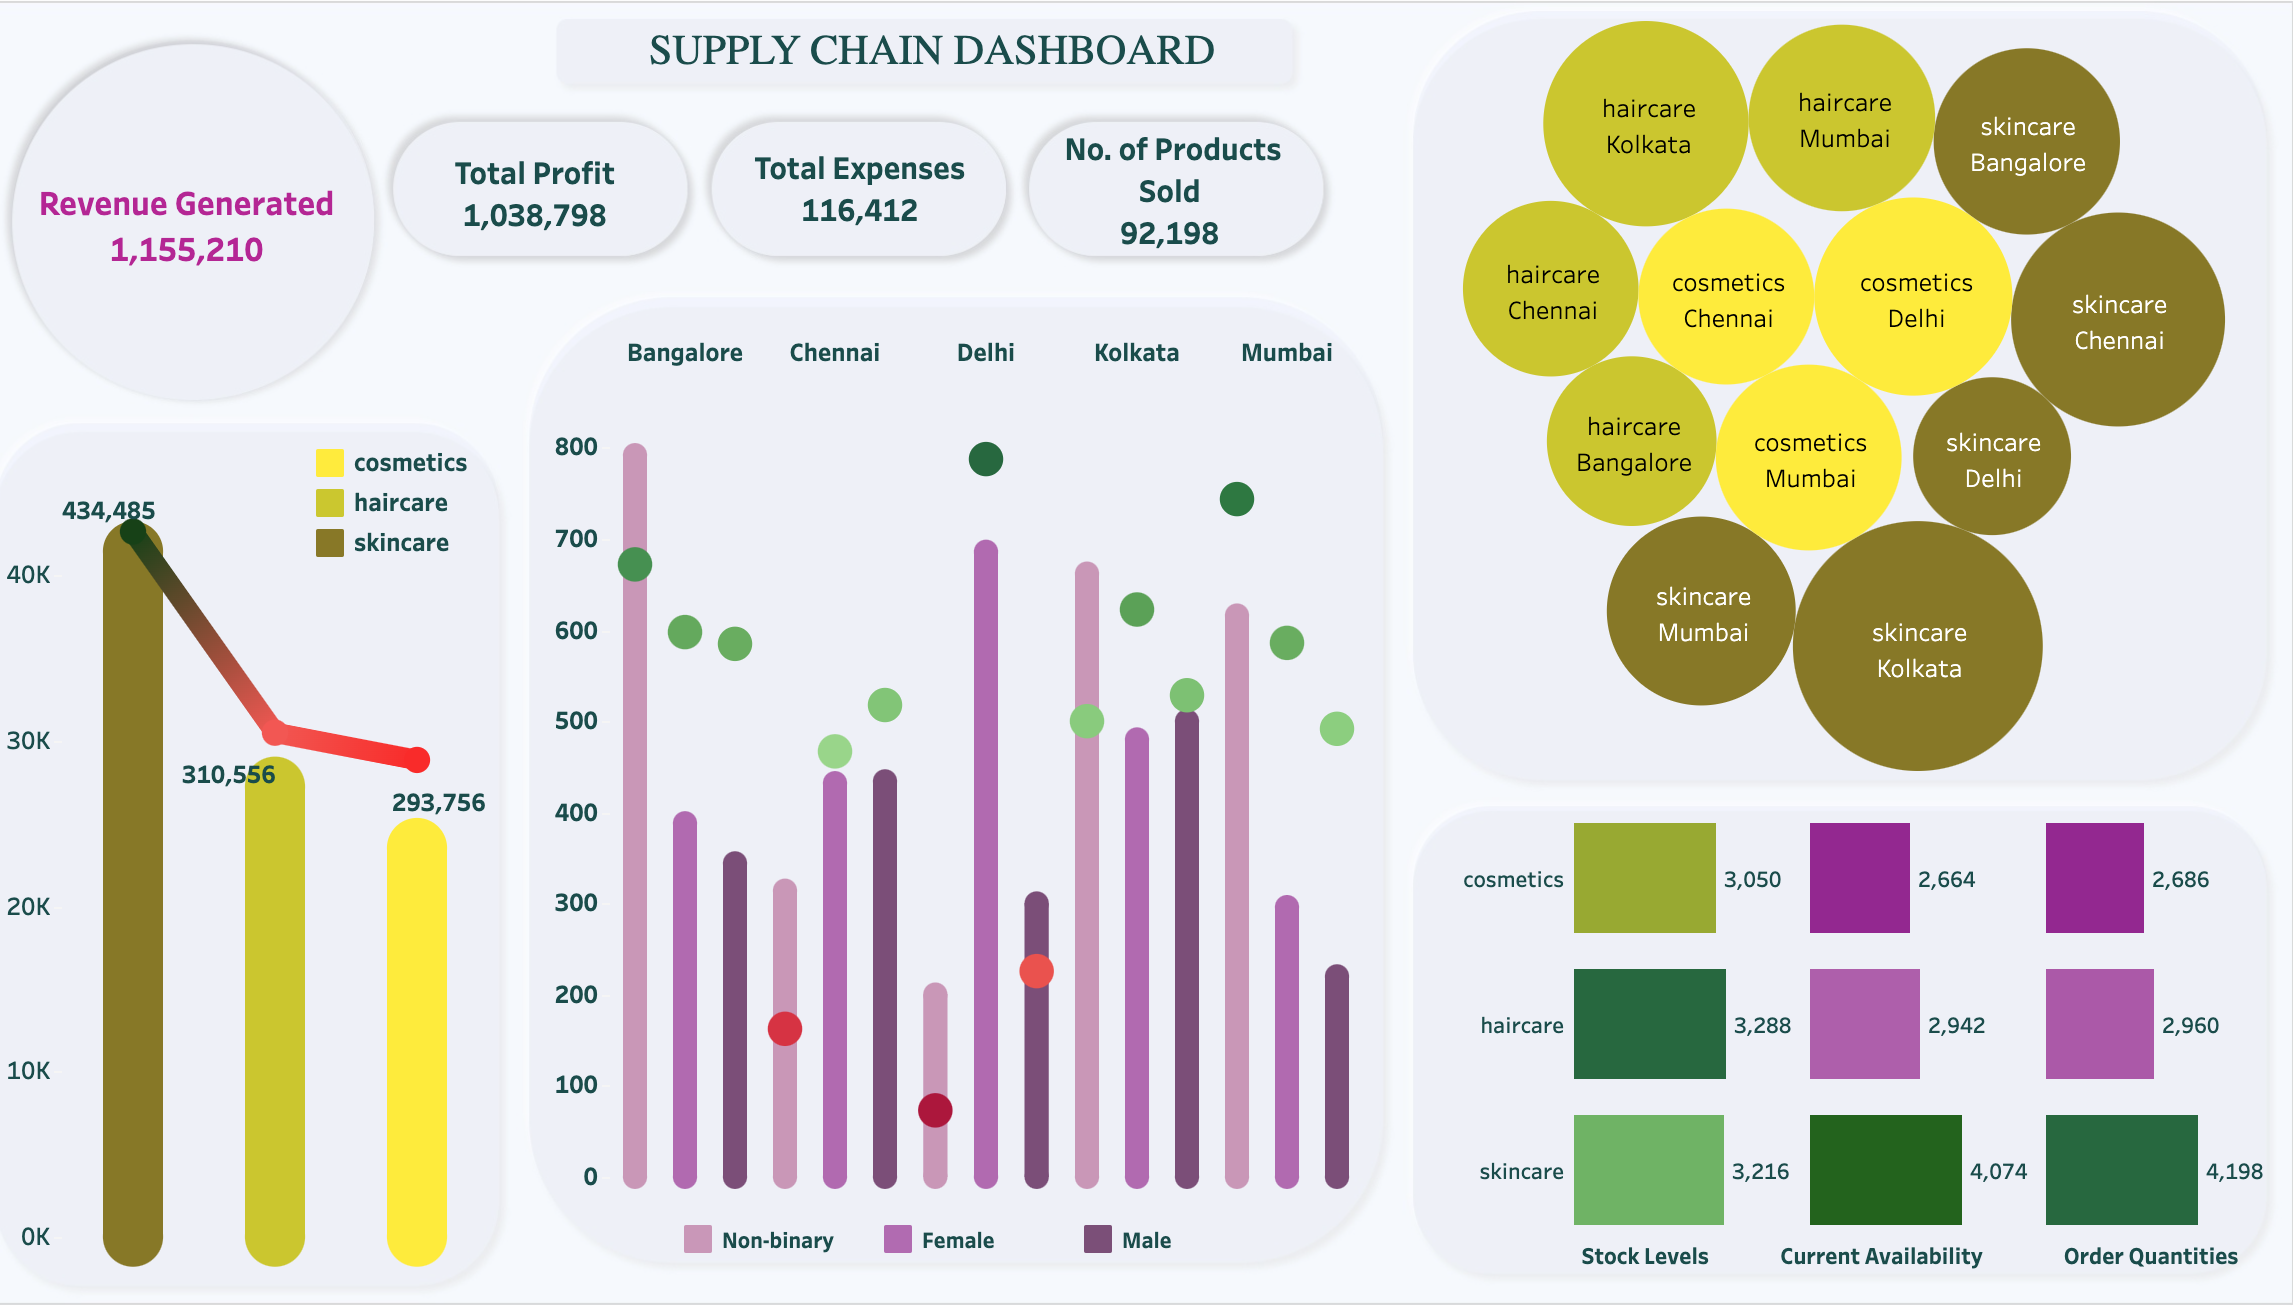 SUPPLY CHAIN DASHBOARD
Revenue Generated
1,155,210
Total Profit
1,038,798
Total Expenses
116,412
No. of Products
Sold
92,198
cosmetics
haircare
skincare
434,485
310,556
293,756
40K
30K
20K
10K
0K
Bangalore Chennai Delhi Kolkata Mumbai
800
700
600
500
400
300
200
100
0
Non-binary Female Male
haircare
Kolkata
haircare
Mumbai
skincare
Bangalore
haircare
Chennai
cosmetics
Chennai
cosmetics
Delhi
skincare
Chennai
haircare
Bangalore
cosmetics
Mumbai
skincare
Delhi
skincare
Mumbai
skincare
Kolkata
cosmetics 3,050 2,664 2,686
haircare 3,288 2,942 2,960
skincare 3,216 4,074 4,198
Stock Levels Current Availability Order Quantities